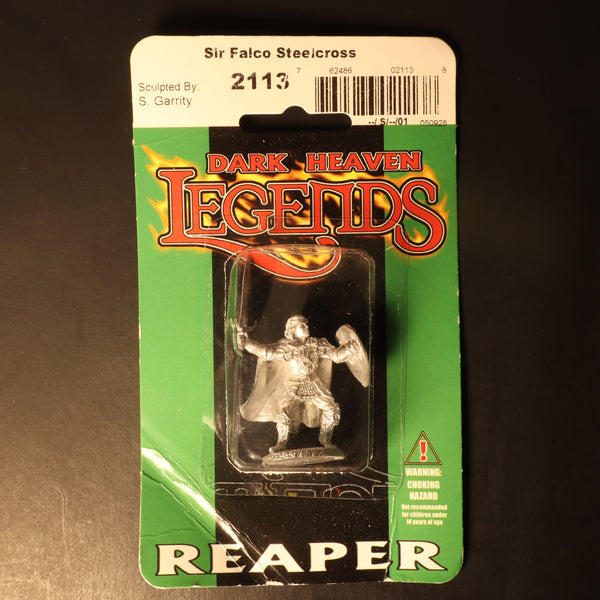 Sir Falco Steelcross
Sculpted By:
S. Garrity
2113
7 62486 02113 8
--/ S/--/01 050928
DARK HEAVEN
LEGENDS
WARNING:
CHOKING
HAZARD
Not recommended
for children under
14 years of age
REAPER